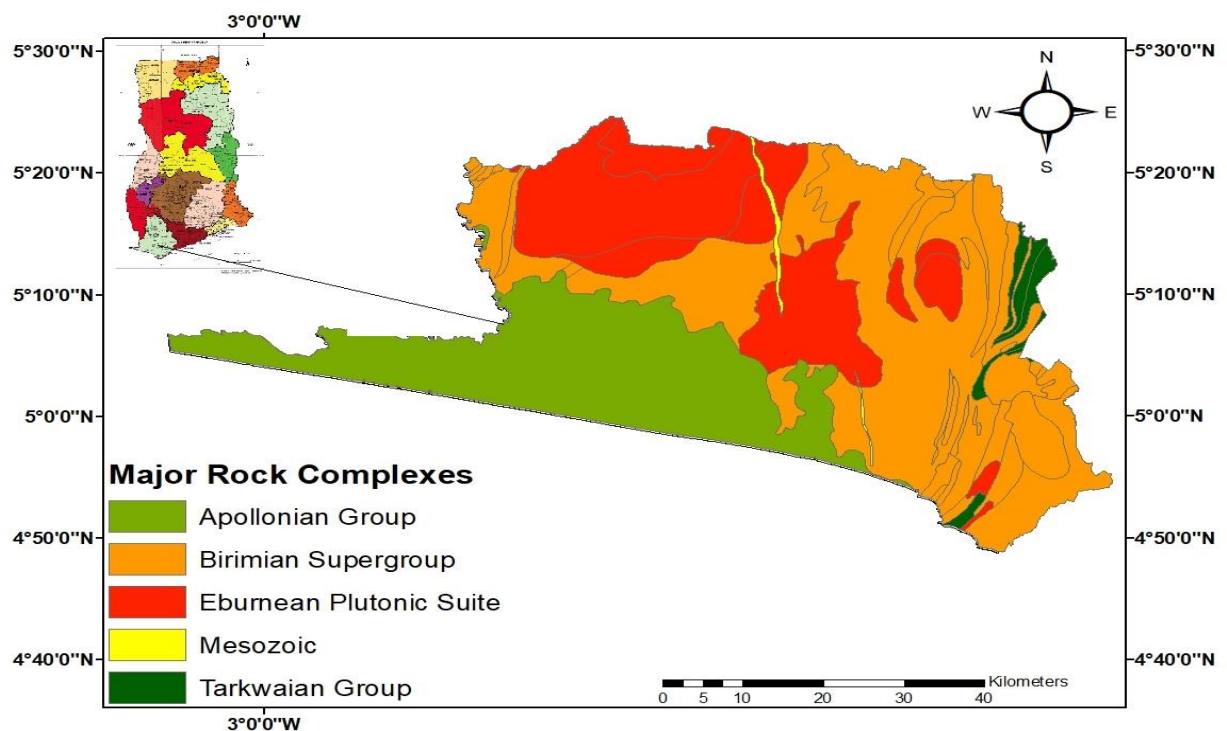 3°0'0"W
5°30'0"N
5°30'0"N
N
W
E
S
5°20'0"N
5°20'0"N
5°10'0"N
5°10'0"N
5°0'0"N
5°0'0"N
Major Rock Complexes
Apollonian Group
Birimian Supergroup
Eburnean Plutonic Suite
Mesozoic
Tarkwaian Group
4°50'0"N
4°50'0"N
4°40'0"N
4°40'0"N
Kilometers
0 5 10 20 30 40
3°0'0"W